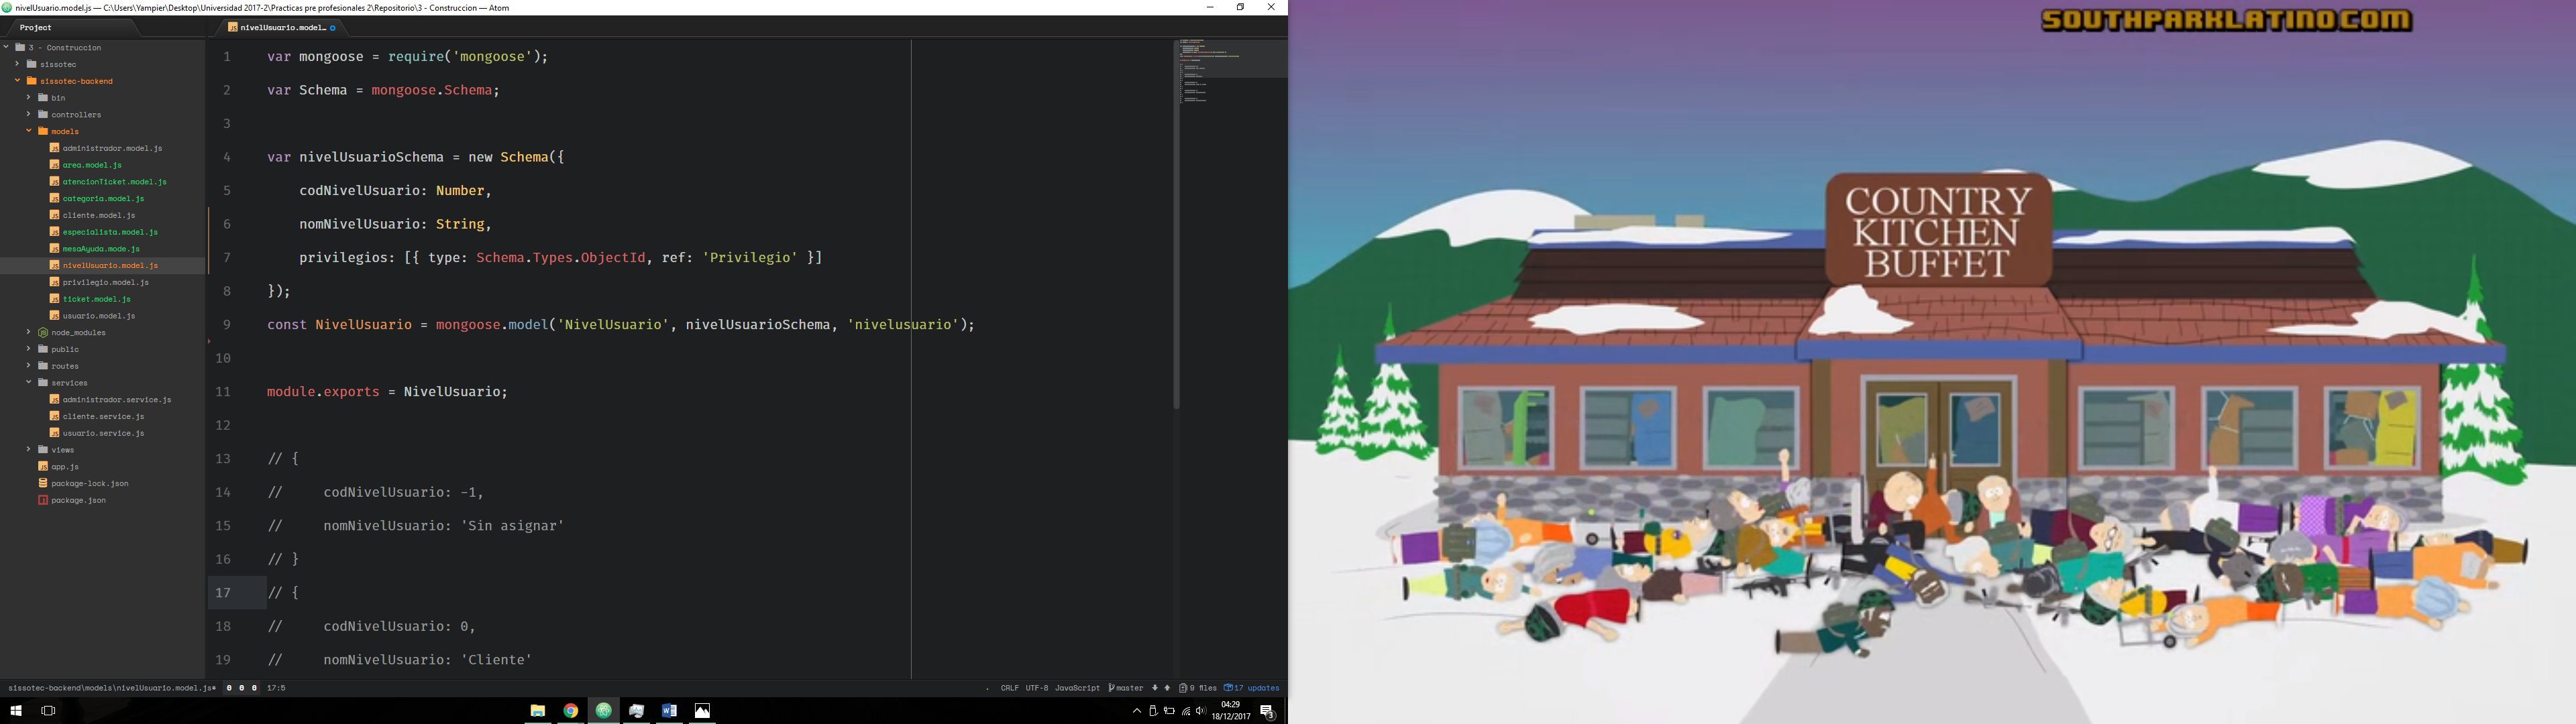 nivelUsuario.model.js — C:\Users\Yampier\Desktop\Universidad 2017-2\Practicas pre profesionales 2\Repositorio\3 - Construccion — Atom
Project
3 - Construccion
sissotec
sissotec-backend
bin
controllers
models
administrador.model.js
area.model.js
atencionTicket.model.js
categoria.model.js
cliente.model.js
especialista.model.js
mesaAyuda.mode.js
nivelUsuario.model.js
privilegio.model.js
ticket.model.js
usuario.model.js
node_modules
public
routes
services
administrador.service.js
cliente.service.js
usuario.service.js
views
app.js
package-lock.json
package.json
nivelUsuario.model…
1 var mongoose = require('mongoose');
2 var Schema = mongoose.Schema;
3
4 var nivelUsuarioSchema = new Schema({
5 codNivelUsuario: Number,
6 nomNivelUsuario: String,
7 privilegios: [{ type: Schema.Types.ObjectId, ref: 'Privilegio' }]
8 });
9 const NivelUsuario = mongoose.model('NivelUsuario', nivelUsuarioSchema, 'nivelusuario');
10
11 module.exports = NivelUsuario;
12
13 // {
14 // codNivelUsuario: -1,
15 // nomNivelUsuario: 'Sin asignar'
16 // }
17 // {
18 // codNivelUsuario: 0,
19 // nomNivelUsuario: 'Cliente'
sissotec-backend\models\nivelUsuario.model.js• 0 0 0 17:5
CRLF UTF-8 JavaScript master 9 files 17 updates
04:29
18/12/2017
3
SOUTHPARKLATINO.COM
COUNTRY
KITCHEN
BUFFET